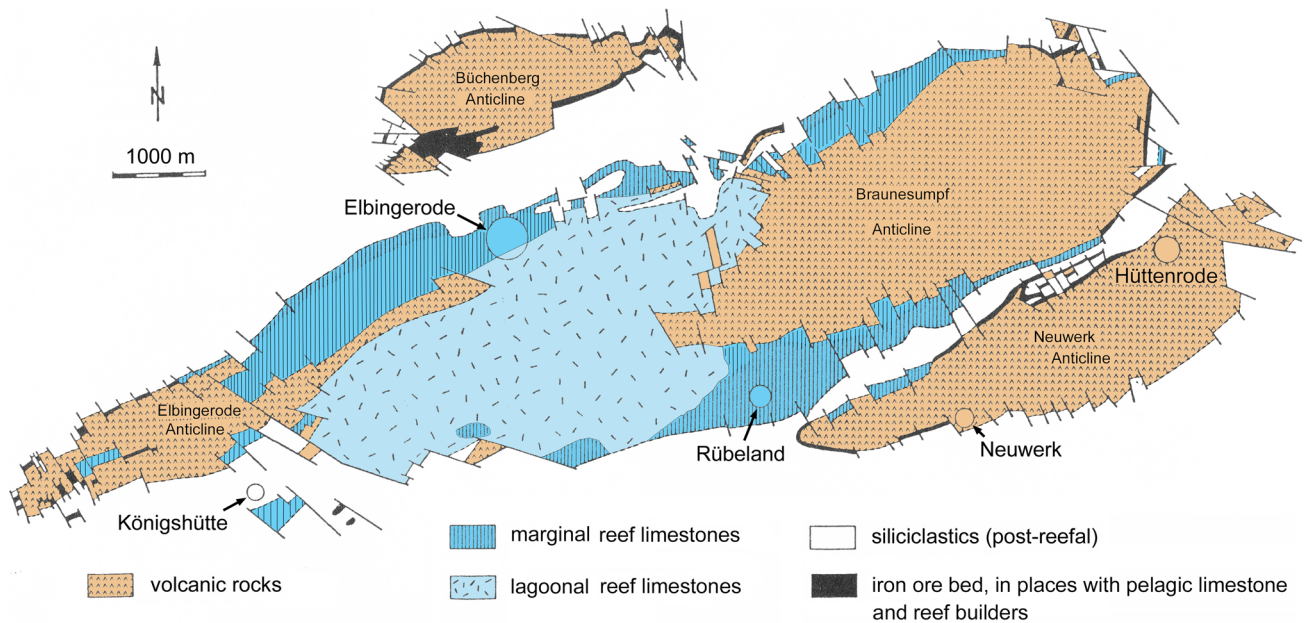 Büchenberg
Anticline
N
1000 m
Elbingerode
Braunesumpf
Anticline
Hüttenrode
Neuwerk
Anticline
Elbingerode
Anticline
Rübeland
Neuwerk
Königshütte
marginal reef limestones
siliciclastics (post-reefal)
volcanic rocks
lagoonal reef limestones
iron ore bed, in places with pelagic limestone
and reef builders